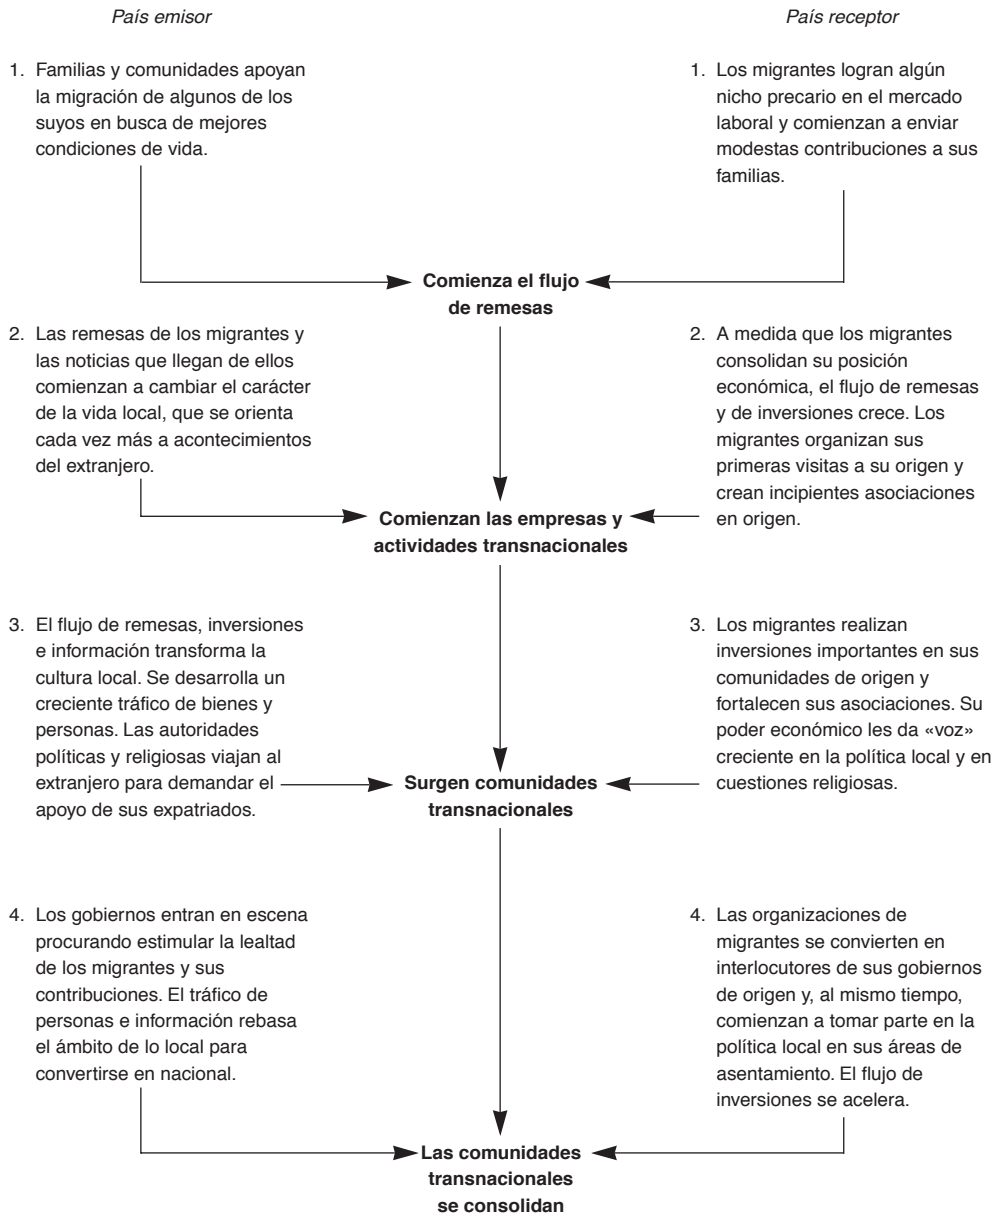 País emisor
País receptor
1. Familias y comunidades apoyan
la migración de algunos de los
suyos en busca de mejores
condiciones de vida.
1. Los migrantes logran algún
nicho precario en el mercado
laboral y comienzan a enviar
modestas contribuciones a sus
familias.
Comienza el flujo
de remesas
2. Las remesas de los migrantes y
las noticias que llegan de ellos
comienzan a cambiar el carácter
de la vida local, que se orienta
cada vez más a acontecimientos
del extranjero.
2. A medida que los migrantes
consolidan su posición
económica, el flujo de remesas
y de inversiones crece. Los
migrantes organizan sus
primeras visitas a su origen y
crean incipientes asociaciones
en origen.
Comienzan las empresas y
actividades transnacionales
3. El flujo de remesas, inversiones
e información transforma la
cultura local. Se desarrolla un
creciente tráfico de bienes y
personas. Las autoridades
políticas y religiosas viajan al
extranjero para demandar el
apoyo de sus expatriados.
3. Los migrantes realizan
inversiones importantes en sus
comunidades de origen y
fortalecen sus asociaciones. Su
poder económico les da «voz»
creciente en la política local y en
cuestiones religiosas.
Surgen comunidades
transnacionales
4. Los gobiernos entran en escena
procurando estimular la lealtad
de los migrantes y sus
contribuciones. El tráfico de
personas e información rebasa
el ámbito de lo local para
convertirse en nacional.
4. Las organizaciones de
migrantes se convierten en
interlocutores de sus gobiernos
de origen y, al mismo tiempo,
comienzan a tomar parte en la
política local en sus áreas de
asentamiento. El flujo de
inversiones se acelera.
Las comunidades
transnacionales
se consolidan